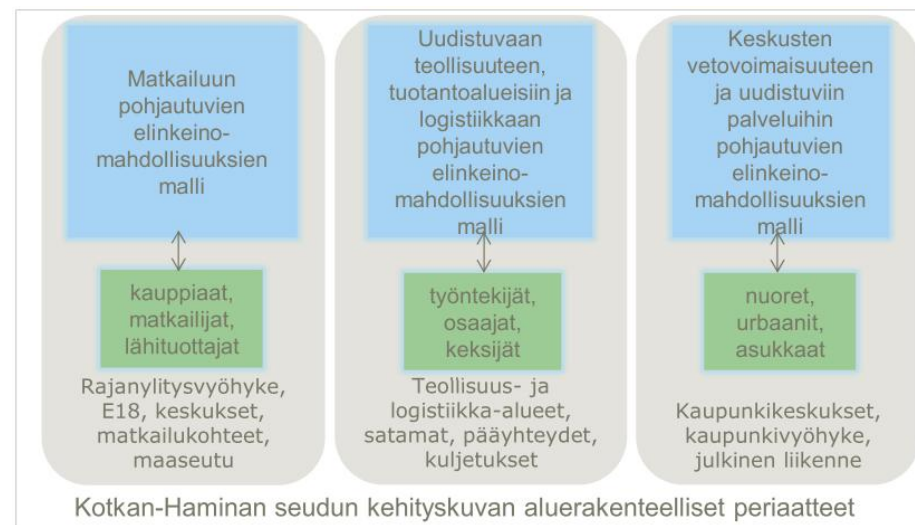 Matkailuun
pohjautuvien
elinkeino-
mahdollisuuksien
malli
kauppiaat,
matkailijat,
lähituottajat
Rajanylitysvyöhyke,
E18, keskukset,
matkailukohteet,
maaseutu
Uudistuvaan
teollisuuteen,
tuotantoalueisiin ja
logistiikkaan
pohjautuvien
elinkeino-
mahdollisuuksien
malli
työntekijät,
osaajat,
keksijät
Teollisuus- ja
logistiikka-alueet,
satamat, pääyhteydet,
kuljetukset
Keskusten
vetovoimaisuuteen
ja uudistuviin
palveluihin
pohjautuvien
elinkeino-
mahdollisuuksien
malli
nuoret,
urbaanit,
asukkaat
Kaupunkikeskukset,
kaupunkivyöhyke,
julkinen liikenne
Kotkan-Haminan seudun kehityskuvan aluerakenteelliset periaatteet